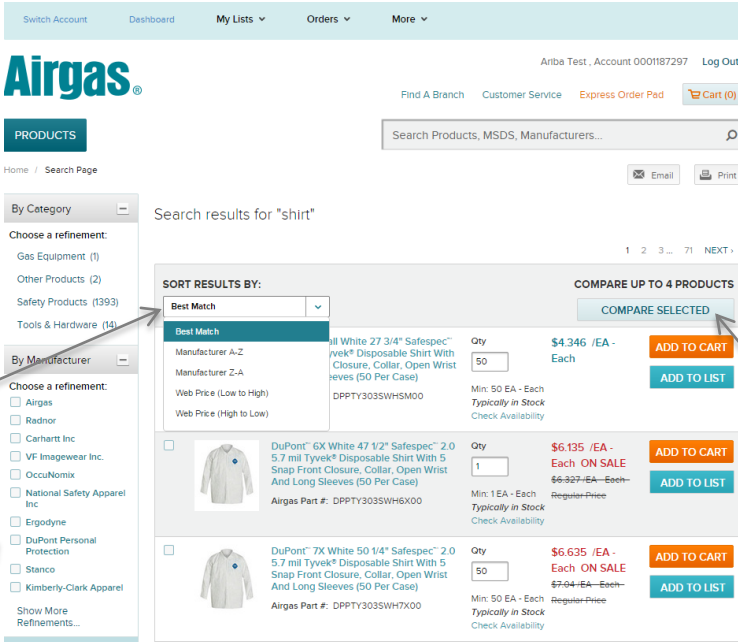 Switch Account Dashboard My Lists Orders More
Airgas®
Ariba Test , Account 0001187297 Log Out
Find A Branch Customer Service Express Order Pad Cart (0)
PRODUCTS
Search Products, MSDS, Manufacturers...
Home / Search Page
Email Print
By Category
Choose a refinement:
Gas Equipment (1)
Other Products (2)
Safety Products (1393)
Tools & Hardware (14)
By Manufacturer
Choose a refinement:
Airgas
Radnor
Carhartt Inc
VF Imagewear Inc.
OccuNomix
National Safety Apparel
Inc
Ergodyne
DuPont Personal
Protection
Stanco
Kimberly-Clark Apparel
Show More
Refinements...
Search results for "shirt"
1 2 3 ... 71 NEXT ›
SORT RESULTS BY:
COMPARE UP TO 4 PRODUCTS
Best Match
COMPARE SELECTED
Best Match
Manufacturer A-Z
Manufacturer Z-A
Web Price (Low to High)
Web Price (High to Low)
White 27 3/4" Safespec™
Disposable Shirt With
Closure, Collar, Open Wrist
(50 Per Case)
DPPTY303SWHSM00
Qty
50
Min: 50 EA - Each
Typically in Stock
Check Availability
$4.346 /EA -
Each
ADD TO CART
ADD TO LIST
DuPont™ 6X White 47 1/2" Safespec™ 2.0
5.7 mil Tyvek® Disposable Shirt With 5
Snap Front Closure, Collar, Open Wrist
And Long Sleeves (50 Per Case)
Airgas Part #: DPPTY303SWH6X00
Qty
1
Min: 1 EA - Each
Typically in Stock
Check Availability
$6.135 /EA -
Each ON SALE
$6.327 /EA - Each
Regular Price
ADD TO CART
ADD TO LIST
DuPont™ 7X White 50 1/4" Safespec™ 2.0
5.7 mil Tyvek® Disposable Shirt With 5
Snap Front Closure, Collar, Open Wrist
And Long Sleeves (50 Per Case)
Airgas Part #: DPPTY303SWH7X00
Qty
50
Min: 50 EA - Each
Typically in Stock
Check Availability
$6.635 /EA -
Each ON SALE
$7.04 /EA - Each
Regular Price
ADD TO CART
ADD TO LIST